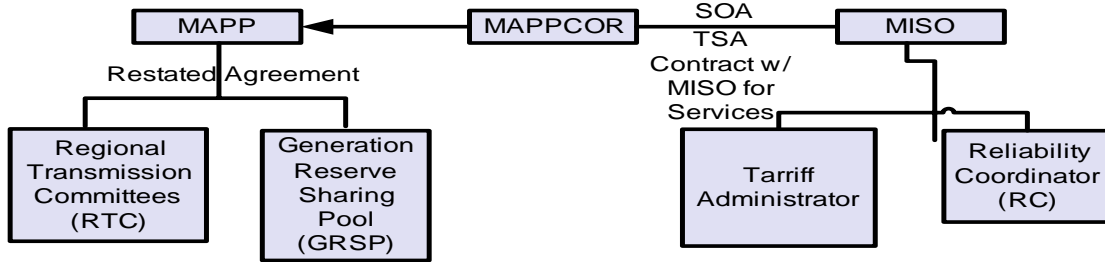 MAPP
MAPPCOR
SOA
MISO
TSA
Contract w/
MISO for
Services
Restated Agreement
Regional
Transmission
Committees
(RTC)
Generation
Reserve
Sharing
Pool
(GRSP)
Tarriff
Administrator
Reliability
Coordinator
(RC)